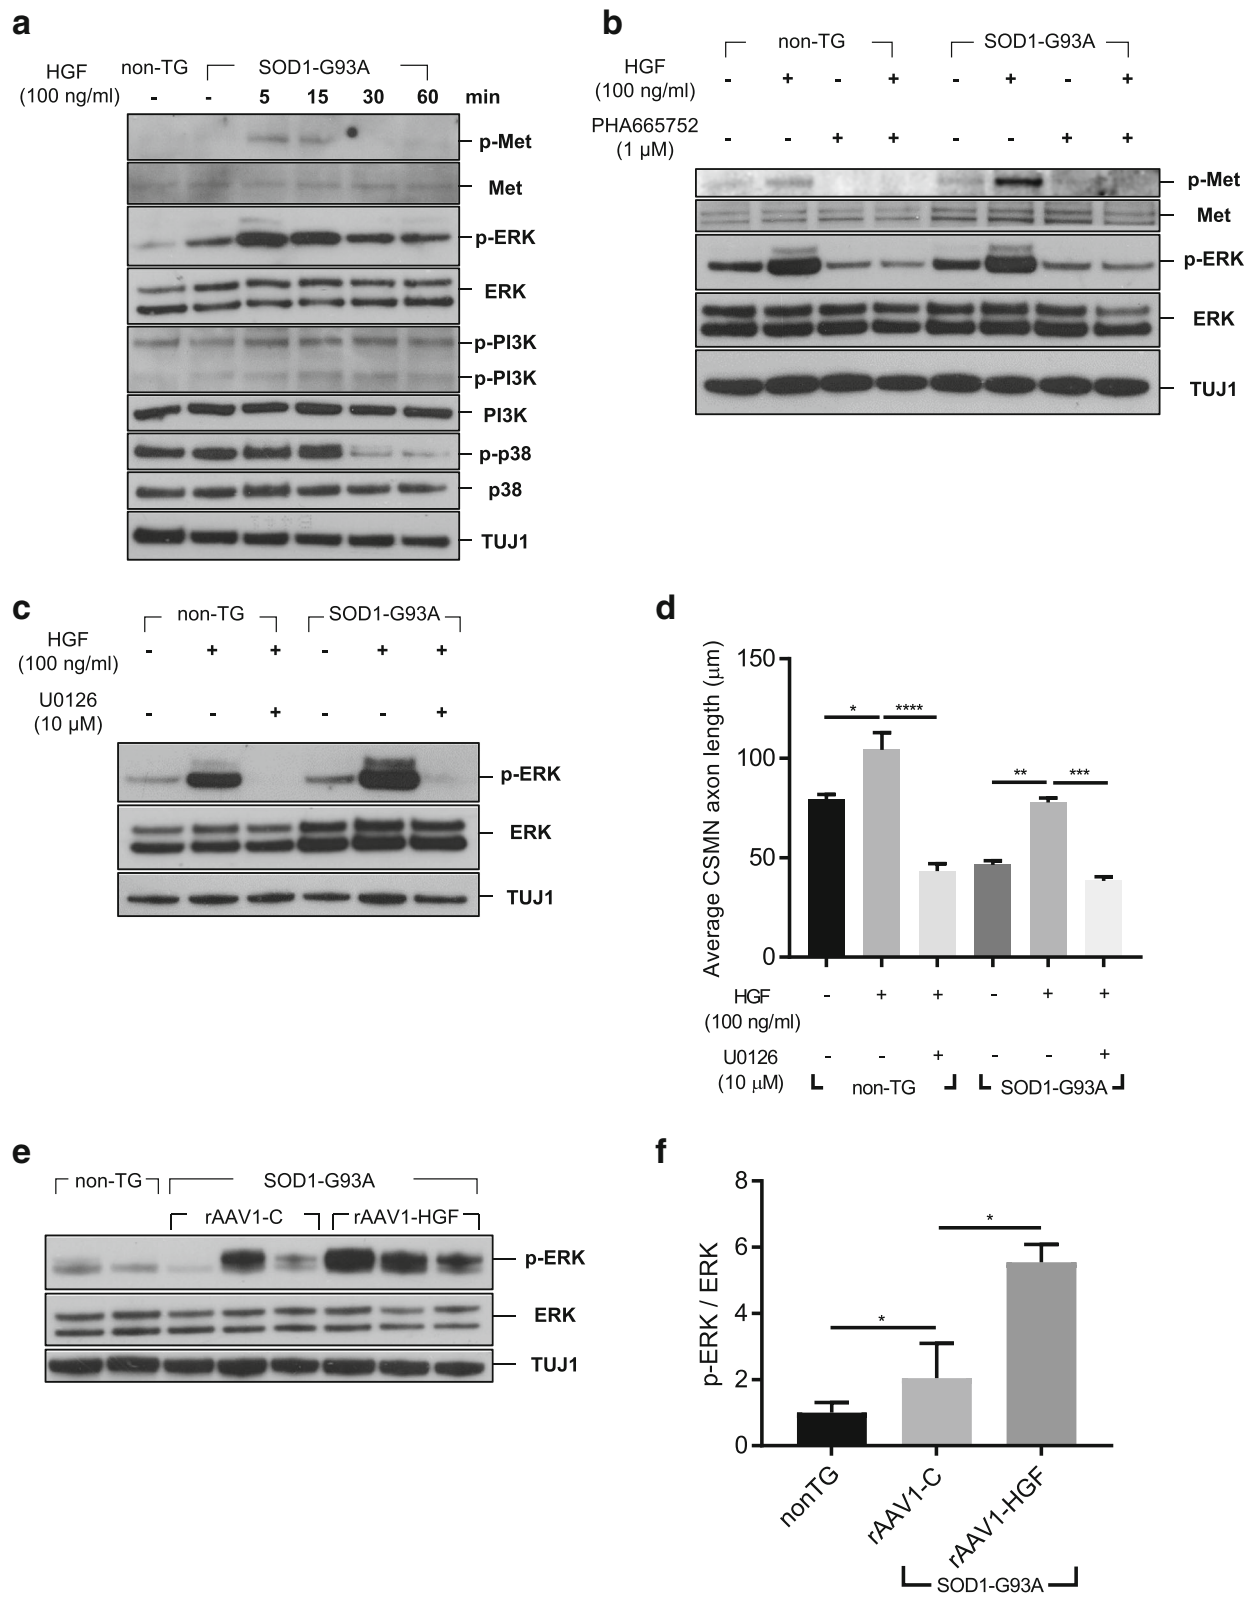 a
HGF
(100 ng/ml)
non-TG
SOD1-G93A
- - 5 15 30 60 min
p-Met
Met
p-ERK
ERK
p-PI3K
p-PI3K
PI3K
p-p38
p38
TUJ1
b
non-TG SOD1-G93A
HGF
(100 ng/ml)
- + - + - + - +
PHA665752
(1 µM)
- - + + - - + +
p-Met
Met
p-ERK
ERK
TUJ1
c
non-TG SOD1-G93A
HGF
(100 ng/ml)
- + + - + +
U0126
(10 µM)
- - + - - +
p-ERK
ERK
TUJ1
d
Average CSMN axon length (µm)
150
100
50
0
* **** ** ***
HGF
(100 ng/ml)
- + + - + +
U0126
(10 µM)
- - + - - +
non-TG SOD1-G93A
e
non-TG SOD1-G93A
rAAV1-C rAAV1-HGF
p-ERK
ERK
TUJ1
f
p-ERK / ERK
8
6
4
2
0
* *
nonTG
rAAV1-C
rAAV1-HGF
SOD1-G93A